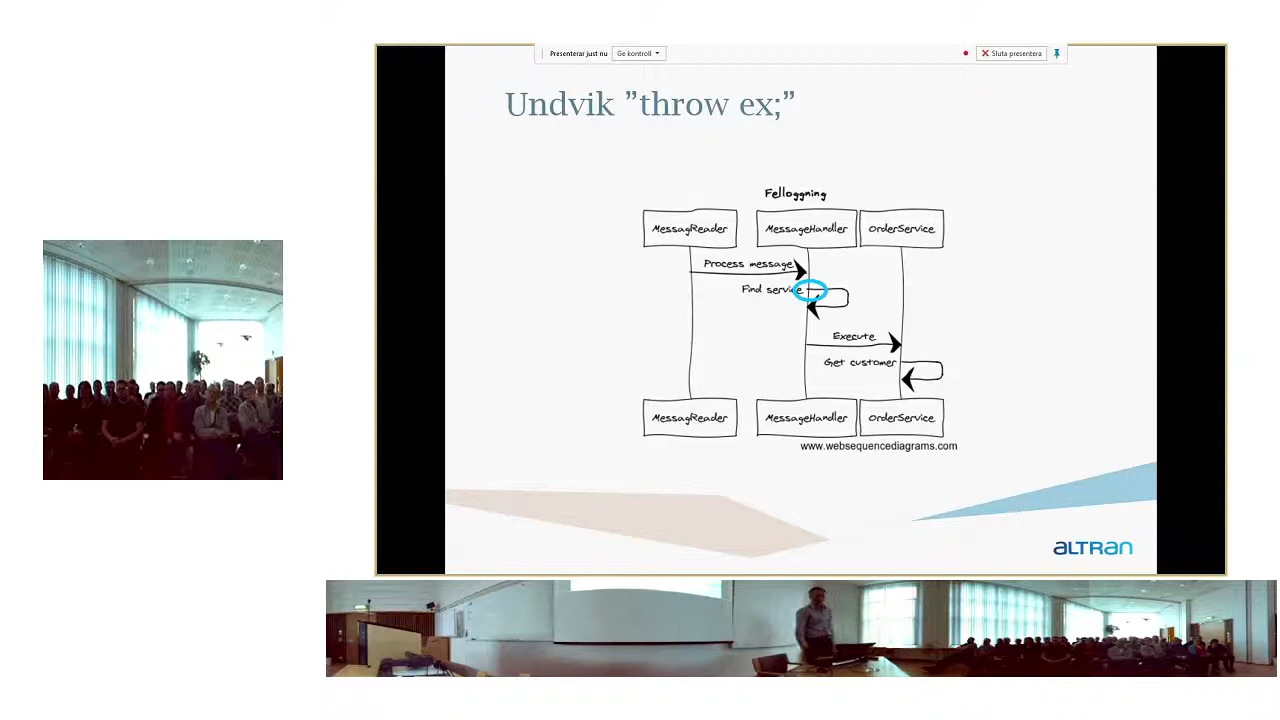 Presenterar just nu
Ge kontroll
Sluta presentera
Undvik ”throw ex;”
Felloggning
MessagReader
MessageHandler
OrderService
Process message
Find service
Execute
Get customer
MessagReader
MessageHandler
OrderService
www.websequencediagrams.com
ALTRAN